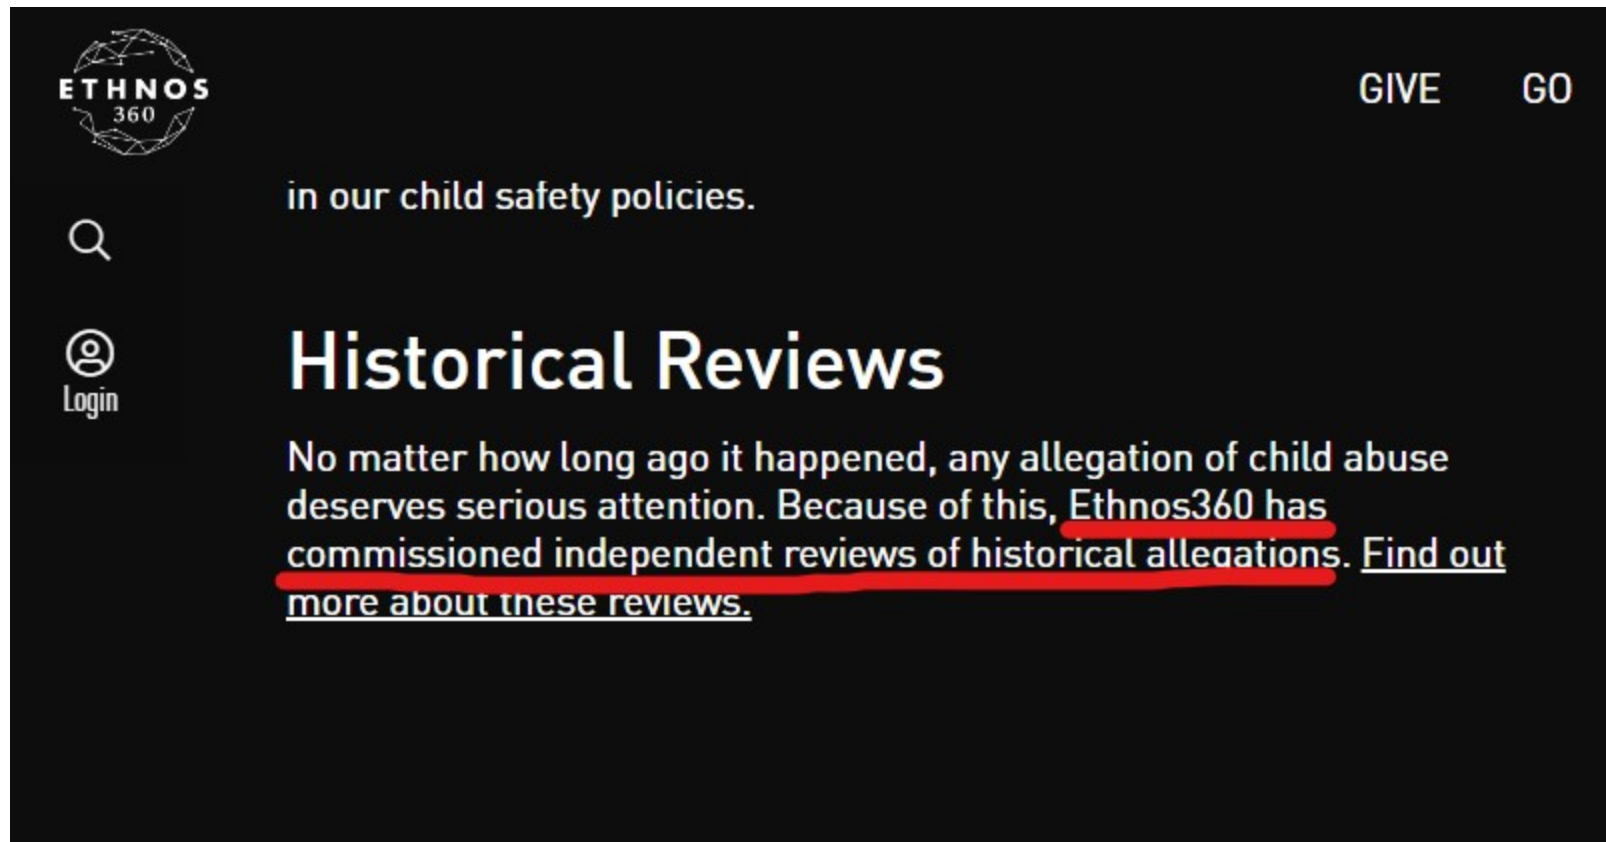 ETHNOS
360
GIVE GO
in our child safety policies.
Login
Historical Reviews
No matter how long ago it happened, any allegation of child abuse
deserves serious attention. Because of this, Ethnos360 has
commissioned independent reviews of historical allegations. Find out
more about these reviews.